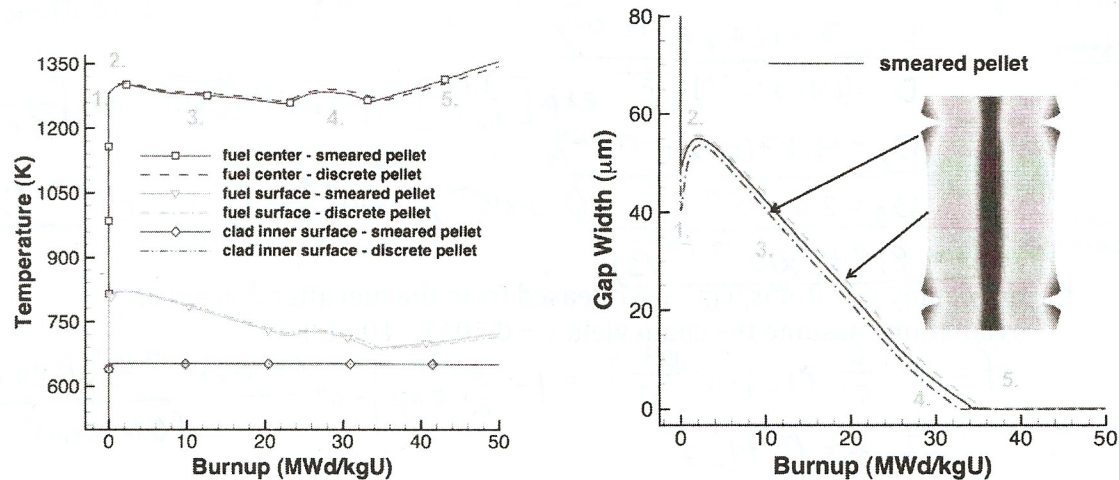 1350
1200
1050
900
750
600
Temperature (K)
1.
2.
3.
4.
5.
fuel center - smeared pellet
fuel center - discrete pellet
fuel surface - smeared pellet
fuel surface - discrete pellet
clad inner surface - smeared pellet
clad inner surface - discrete pellet
0 10 20 30 40 50
Burnup (MWd/kgU)
80
60
40
20
0
Gap Width (μm)
smeared pellet
2.
1.
3.
5.
4.
0 10 20 30 40 50
Burnup (MWd/kgU)